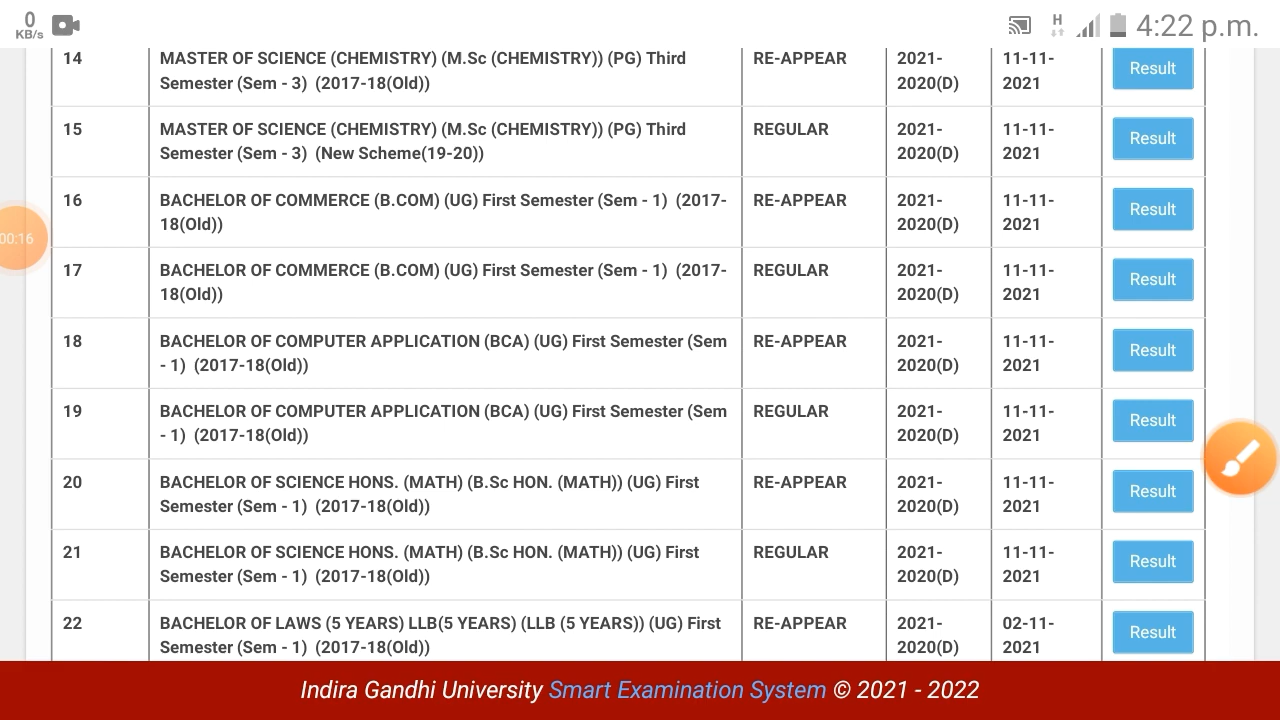 0
KB/s
H
4:22 p.m.
14 MASTER OF SCIENCE (CHEMISTRY) (M.Sc (CHEMISTRY)) (PG) Third RE-APPEAR 2021- 11-11- Result
Semester (Sem - 3) (2017-18(Old)) 2020(D) 2021
15 MASTER OF SCIENCE (CHEMISTRY) (M.Sc (CHEMISTRY)) (PG) Third REGULAR 2021- 11-11- Result
Semester (Sem - 3) (New Scheme(19-20)) 2020(D) 2021
16 BACHELOR OF COMMERCE (B.COM) (UG) First Semester (Sem - 1) (2017- RE-APPEAR 2021- 11-11- Result
18(Old)) 2020(D) 2021
00:16
17 BACHELOR OF COMMERCE (B.COM) (UG) First Semester (Sem - 1) (2017- REGULAR 2021- 11-11- Result
18(Old)) 2020(D) 2021
18 BACHELOR OF COMPUTER APPLICATION (BCA) (UG) First Semester (Sem RE-APPEAR 2021- 11-11- Result
- 1) (2017-18(Old)) 2020(D) 2021
19 BACHELOR OF COMPUTER APPLICATION (BCA) (UG) First Semester (Sem REGULAR 2021- 11-11- Result
- 1) (2017-18(Old)) 2020(D) 2021
20 BACHELOR OF SCIENCE HONS. (MATH) (B.Sc HON. (MATH)) (UG) First RE-APPEAR 2021- 11-11- Result
Semester (Sem - 1) (2017-18(Old)) 2020(D) 2021
21 BACHELOR OF SCIENCE HONS. (MATH) (B.Sc HON. (MATH)) (UG) First REGULAR 2021- 11-11- Result
Semester (Sem - 1) (2017-18(Old)) 2020(D) 2021
22 BACHELOR OF LAWS (5 YEARS) LLB(5 YEARS) (LLB (5 YEARS)) (UG) First RE-APPEAR 2021- 02-11- Result
Semester (Sem - 1) (2017-18(Old)) 2020(D) 2021
Indira Gandhi University Smart Examination System © 2021 - 2022